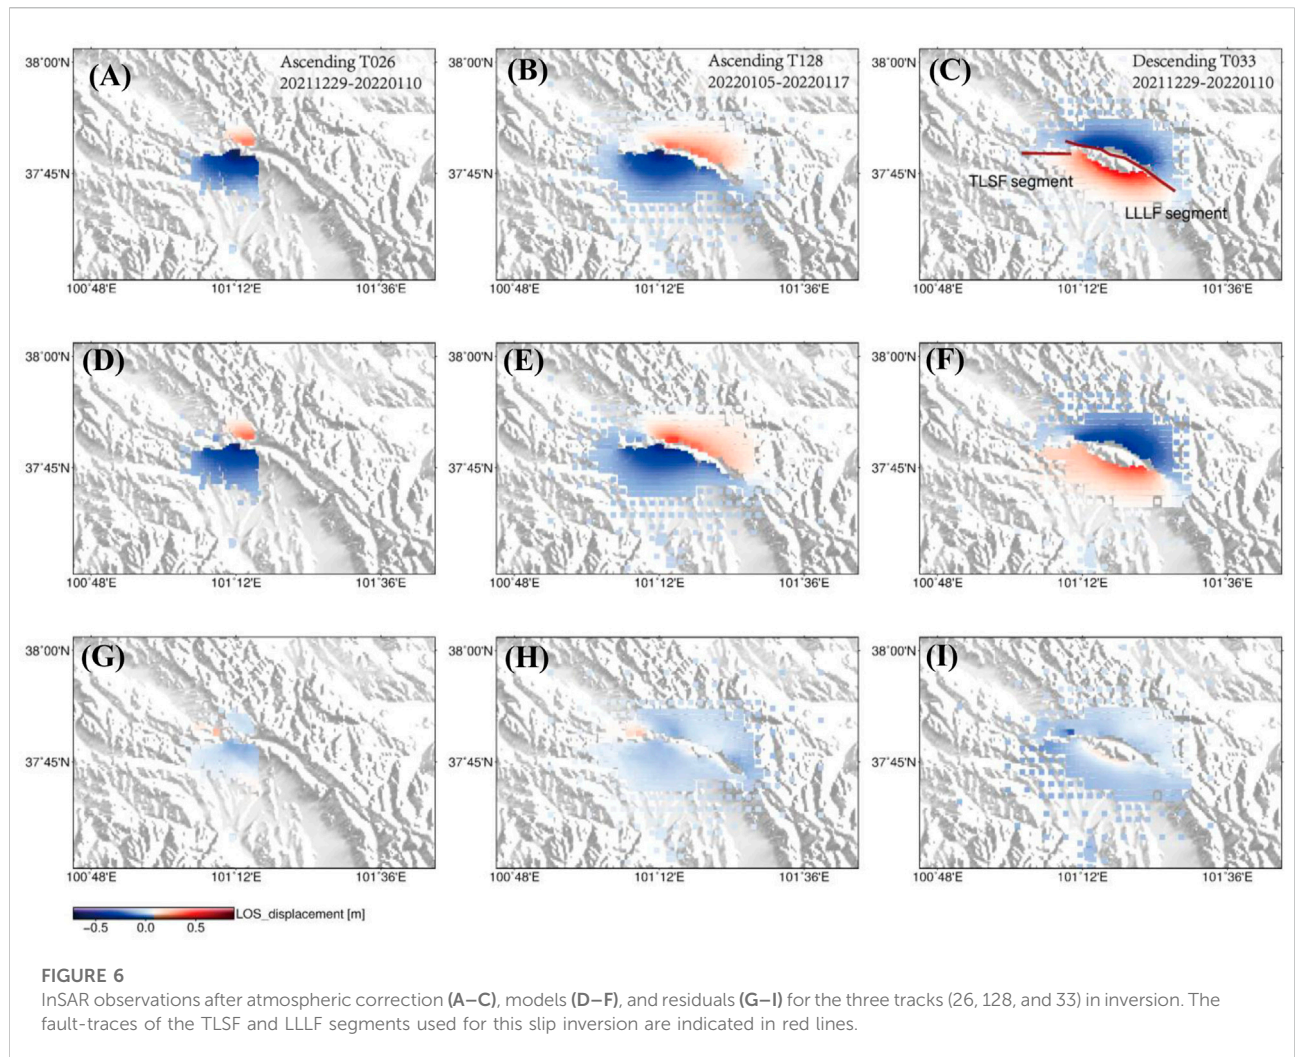 (A)
Ascending T026
20211229-20220110
(B)
Ascending T128
20220105-20220117
(C)
Descending T033
20211229-20220110
38°00'N
37°45'N
100°48'E
101°12'E
101°36'E
38°00'N
37°45'N
100°48'E
101°12'E
101°36'E
38°00'N
37°45'N
TLSF segment
LLLF segment
100°48'E
101°12'E
101°36'E
(D)
(E)
(F)
38°00'N
37°45'N
100°48'E
101°12'E
101°36'E
38°00'N
37°45'N
100°48'E
101°12'E
101°36'E
38°00'N
37°45'N
100°48'E
101°12'E
101°36'E
(G)
(H)
(I)
38°00'N
37°45'N
100°48'E
101°12'E
101°36'E
38°00'N
37°45'N
100°48'E
101°12'E
101°36'E
38°00'N
37°45'N
100°48'E
101°12'E
101°36'E
LOS_displacement [m]
−0.5 0.0 0.5
FIGURE 6
InSAR observations after atmospheric correction (A–C), models (D–F), and residuals (G–I) for the three tracks (26, 128, and 33) in inversion. The
fault-traces of the TLSF and LLLF segments used for this slip inversion are indicated in red lines.